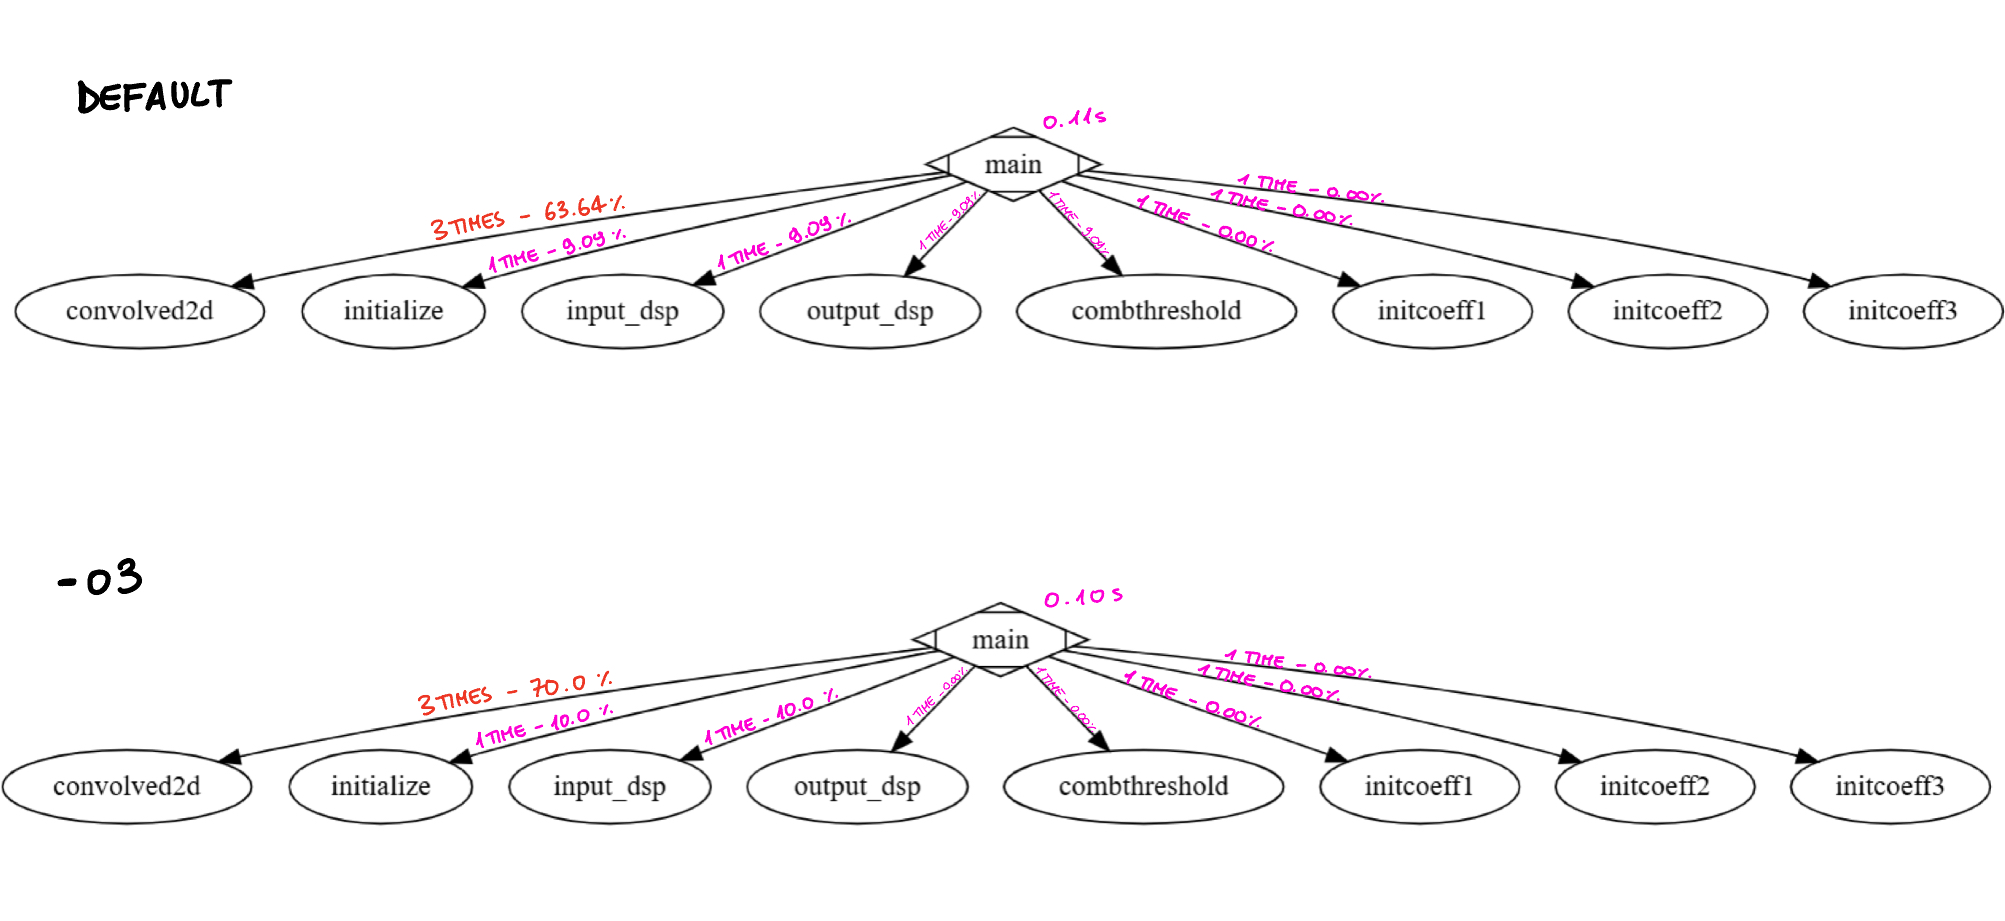 DEFAULT
0.11s
main
3 TIMES - 63.64%
1 TIME - 9.09 %
1 TIME - 9.09 %
1 TIME - 9.09%
1 TIME - 9.09%
1 TIME - 0.00%
1 TIME - 0.00%
1 TIME - 0.00%
convolved2d initialize input_dsp output_dsp combthreshold initcoeff1 initcoeff2 initcoeff3
-O3
0.10s
main
3 TIMES - 70.0 %
1 TIME - 10.0 %
1 TIME - 10.0 %
1 TIME - 0.00%
1 TIME - 0.00%
1 TIME - 0.00%
1 TIME - 0.00%
1 TIME - 0.00%
convolved2d initialize input_dsp output_dsp combthreshold initcoeff1 initcoeff2 initcoeff3